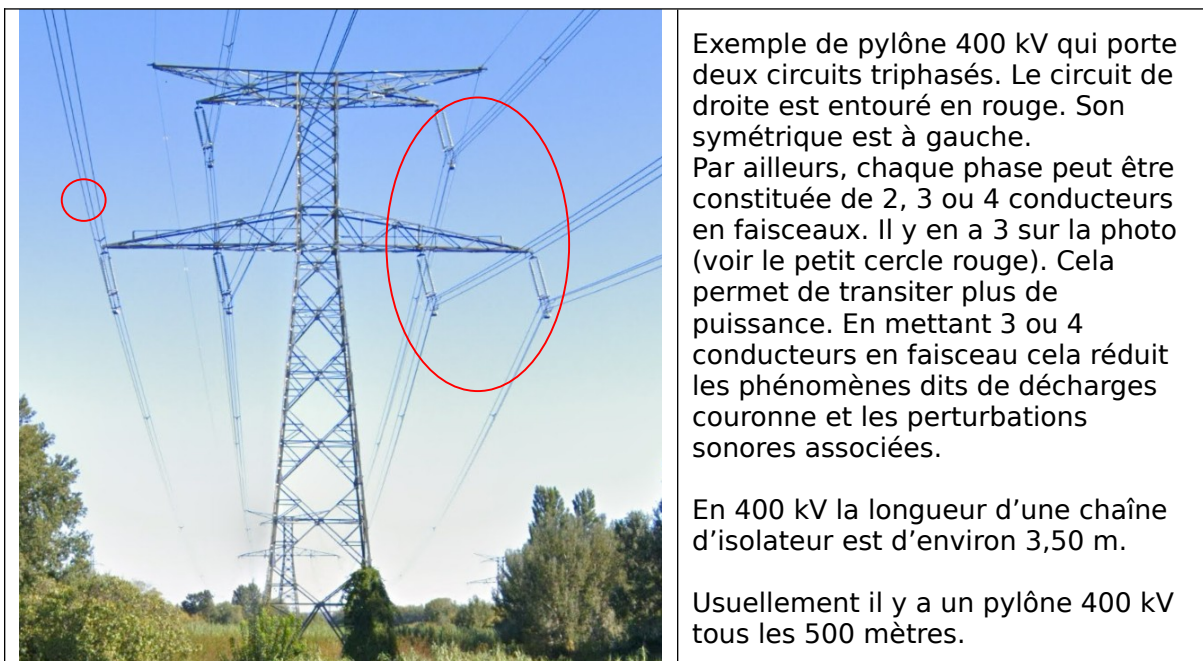 Exemple de pylône 400 kV qui porte
deux circuits triphasés. Le circuit de
droite est entouré en rouge. Son
symétrique est à gauche.
Par ailleurs, chaque phase peut être
constituée de 2, 3 ou 4 conducteurs
en faisceaux. Il y en a 3 sur la photo
(voir le petit cercle rouge). Cela
permet de transiter plus de
puissance. En mettant 3 ou 4
conducteurs en faisceau cela réduit
les phénomènes dits de décharges
couronne et les perturbations
sonores associées.
En 400 kV la longueur d’une chaîne
d’isolateur est d’environ 3,50 m.
Usuellement il y a un pylône 400 kV
tous les 500 mètres.